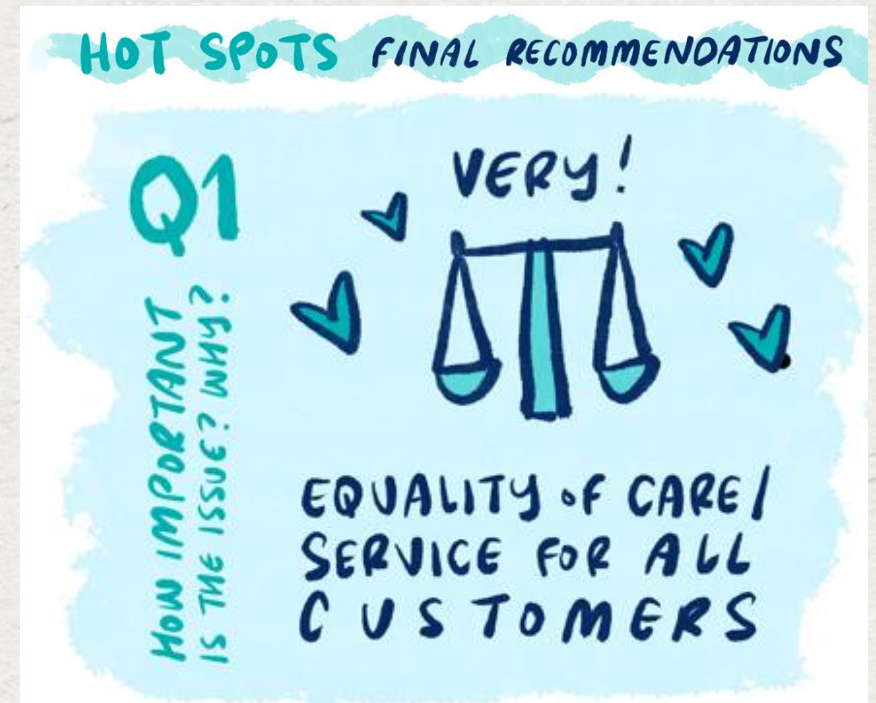 HOT SPOTS FINAL RECOMMENDATIONS
Q1
HOW IMPORTANT
IS THE ISSUE? WHY?
VERY!
EQUALITY OF CARE/
SERVICE FOR ALL
CUSTOMERS